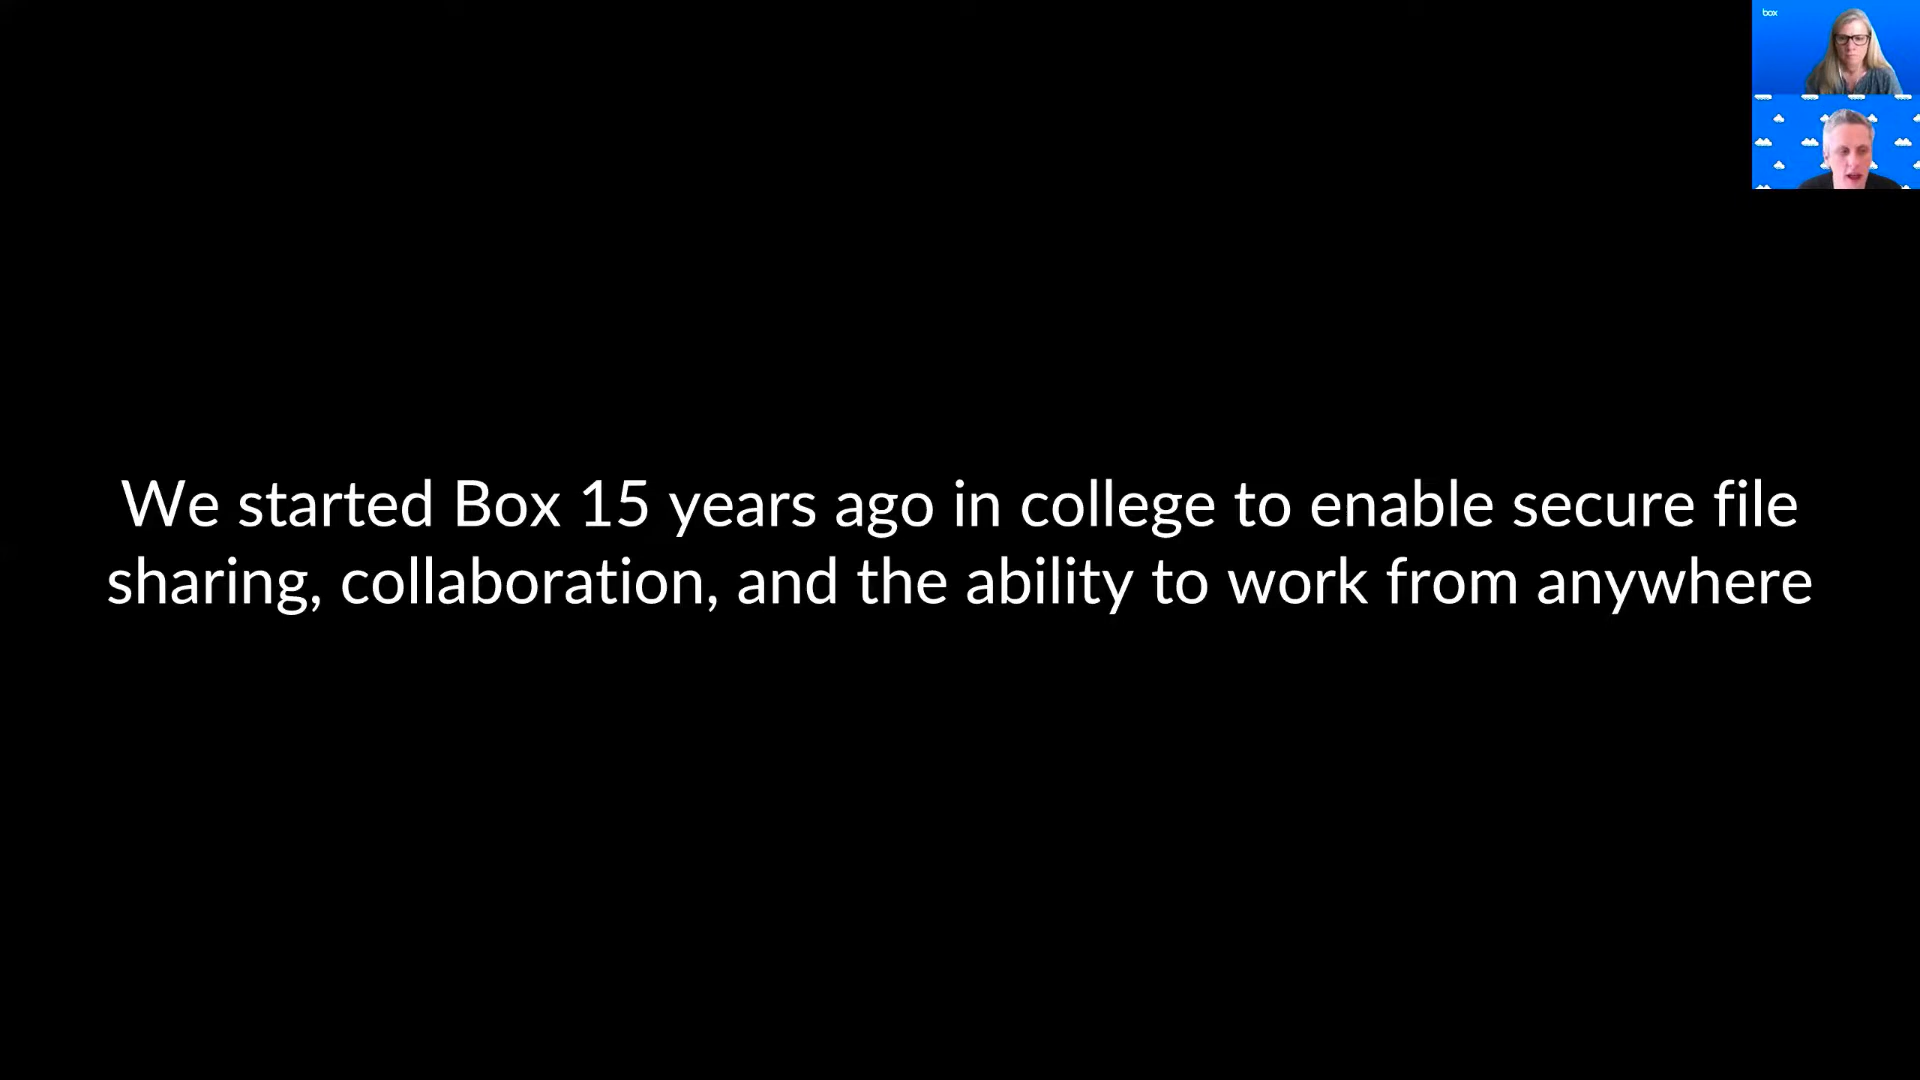 box
We started Box 15 years ago in college to enable secure file
sharing, collaboration, and the ability to work from anywhere